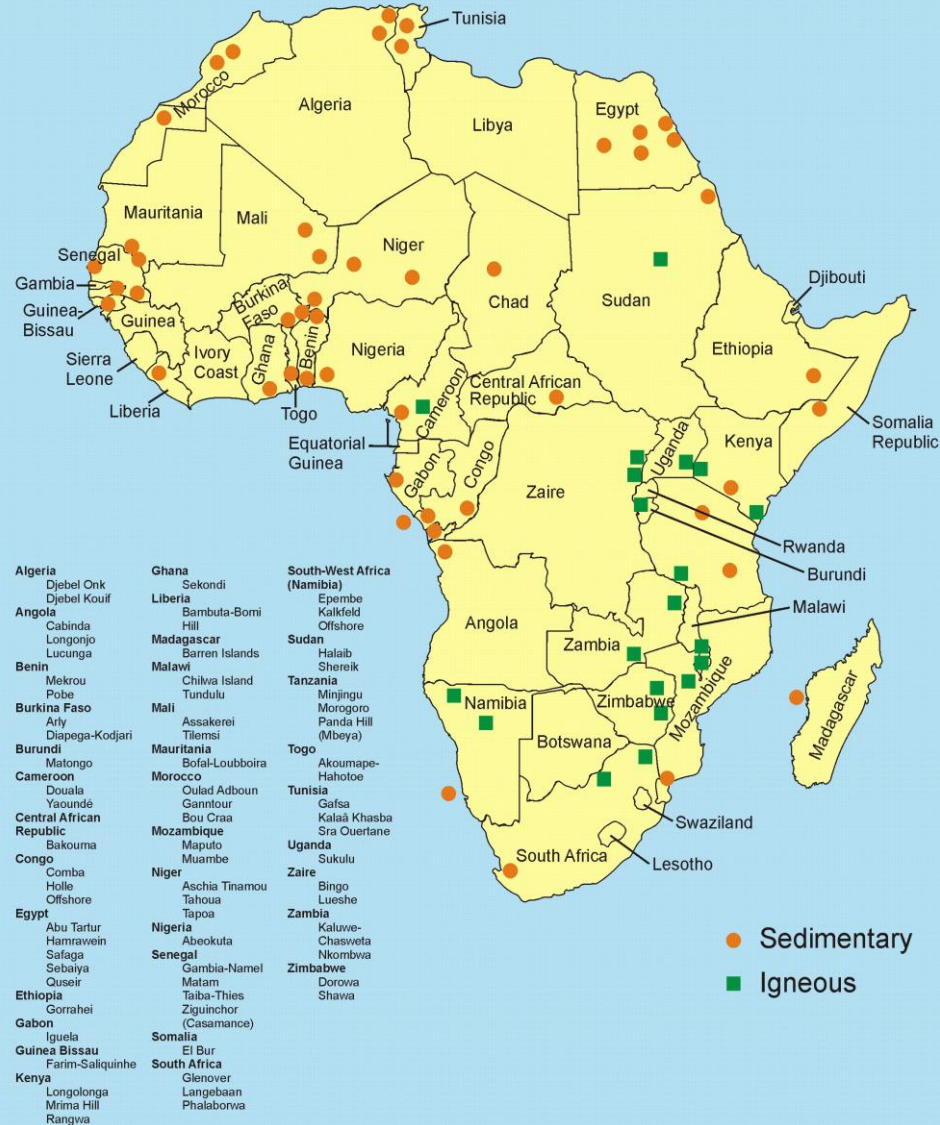 Tunisia
Morocco
Algeria
Libya
Egypt
Mauritania
Mali
Niger
Chad
Sudan
Senegal
Gambia
Guinea-
Bissau
Guinea
Burkina
Faso
Benin
Nigeria
Djibouti
Ethiopia
Sierra
Leone
Ivory
Coast
Ghana
Liberia
Togo
Cameroon
Central African
Republic
Equatorial
Guinea
Gabon
Congo
Zaire
Uganda
Kenya
Somalia
Republic
Rwanda
Burundi
Malawi
Angola
Zambia
Mozambique
Madagascar
Namibia
Zimbabwe
Botswana
Swaziland
Lesotho
South Africa
Sedimentary
Igneous
Algeria
Djebel Onk
Djebel Kouif
Angola
Cabinda
Longonjo
Lucunga
Benin
Mekrou
Pobe
Burkina Faso
Arly
Diapega-Kodjari
Burundi
Matongo
Cameroon
Douala
Yaoundé
Central African
Republic
Bakouma
Congo
Comba
Holle
Offshore
Egypt
Abu Tartur
Hamrawein
Safaga
Sebaiya
Quseir
Ethiopia
Gorrahei
Gabon
Iguela
Guinea Bissau
Farim-Saliquinhe
Kenya
Longolonga
Mrima Hill
Rangwa
Ghana
Sekondi
Liberia
Bambuta-Bomi
Hill
Madagascar
Barren Islands
Malawi
Chilwa Island
Tundulu
Mali
Assakerei
Tilemsi
Mauritania
Bofal-Loubboira
Morocco
Oulad Adboun
Ganntour
Bou Craa
Mozambique
Maputo
Muambe
Niger
Aschia Tinamou
Tahoua
Tapoa
Nigeria
Abeokuta
Senegal
Gambia-Namel
Matam
Taiba-Thies
Ziguinchor
(Casamance)
Somalia
El Bur
South Africa
Glenover
Langebaan
Phalaborwa
South-West Africa
(Namibia)
Epembe
Kalkfeld
Offshore
Sudan
Halaib
Shereik
Tanzania
Minjingu
Morogoro
Panda Hill
(Mbeya)
Togo
Akoumape-
Hahotoe
Tunisia
Gafsa
Kalaâ Khasba
Sra Ouertane
Uganda
Sukulu
Zaire
Bingo
Lueshe
Zambia
Kaluwe-
Chasweta
Nkombwa
Zimbabwe
Dorowa
Shawa